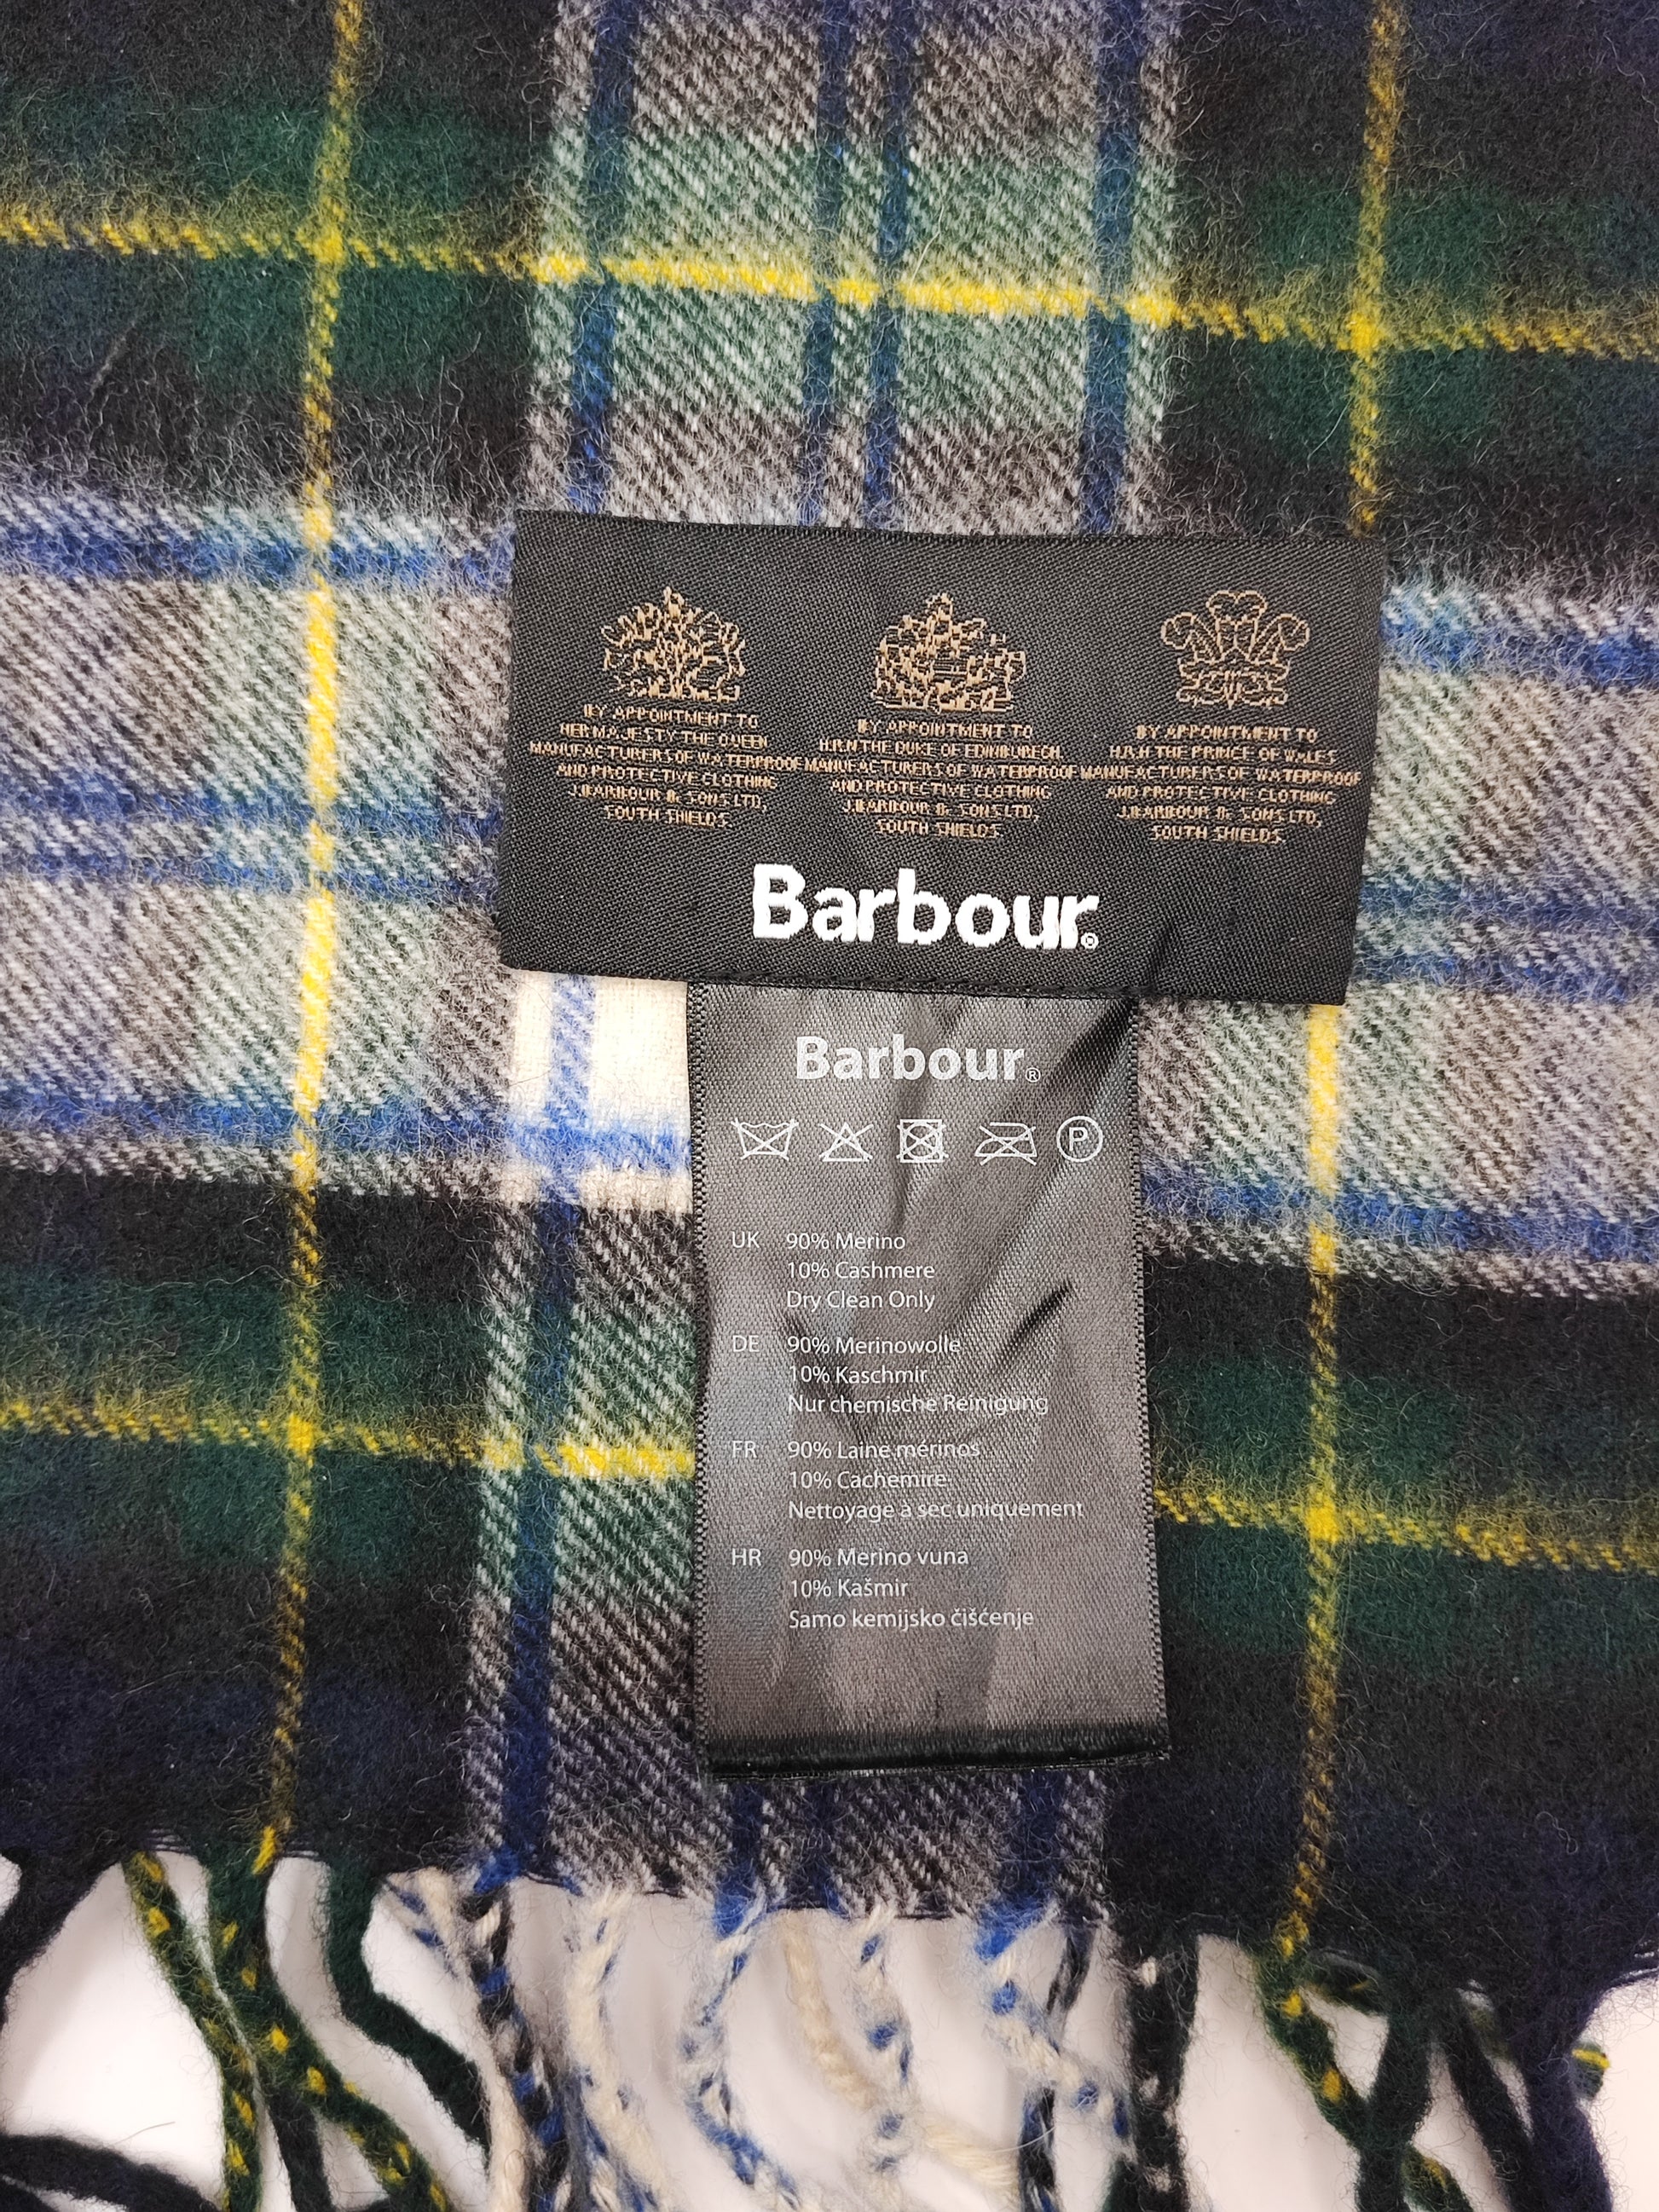 BY APPOINTMENT TO
HER MAJESTY THE QUEEN
MANUFACTURERS OF WATERPROOF
AND PROTECTIVE CLOTHING
J.BARBOUR & SONS LTD,
SOUTH SHIELDS.
BY APPOINTMENT TO
H.R.H THE DUKE OF EDINBURGH.
MANUFACTURERS OF WATERPROOF
AND PROTECTIVE CLOTHING
J.BARBOUR & SONS LTD,
SOUTH SHIELDS.
BY APPOINTMENT TO
H.R.H THE PRINCE OF WALES
MANUFACTURERS OF WATERPROOF
AND PROTECTIVE CLOTHING
J.BARBOUR & SONS LTD,
SOUTH SHIELDS.
Barbour®
Barbour®
P
UK 90% Merino
10% Cashmere
Dry Clean Only
DE 90% Merinowolle
10% Kaschmir
Nur chemische Reinigung
FR 90% Laine mérinos
10% Cachemire
Nettoyage à sec uniquement
HR 90% Merino vuna
10% Kašmir
Samo kemijsko čišćenje